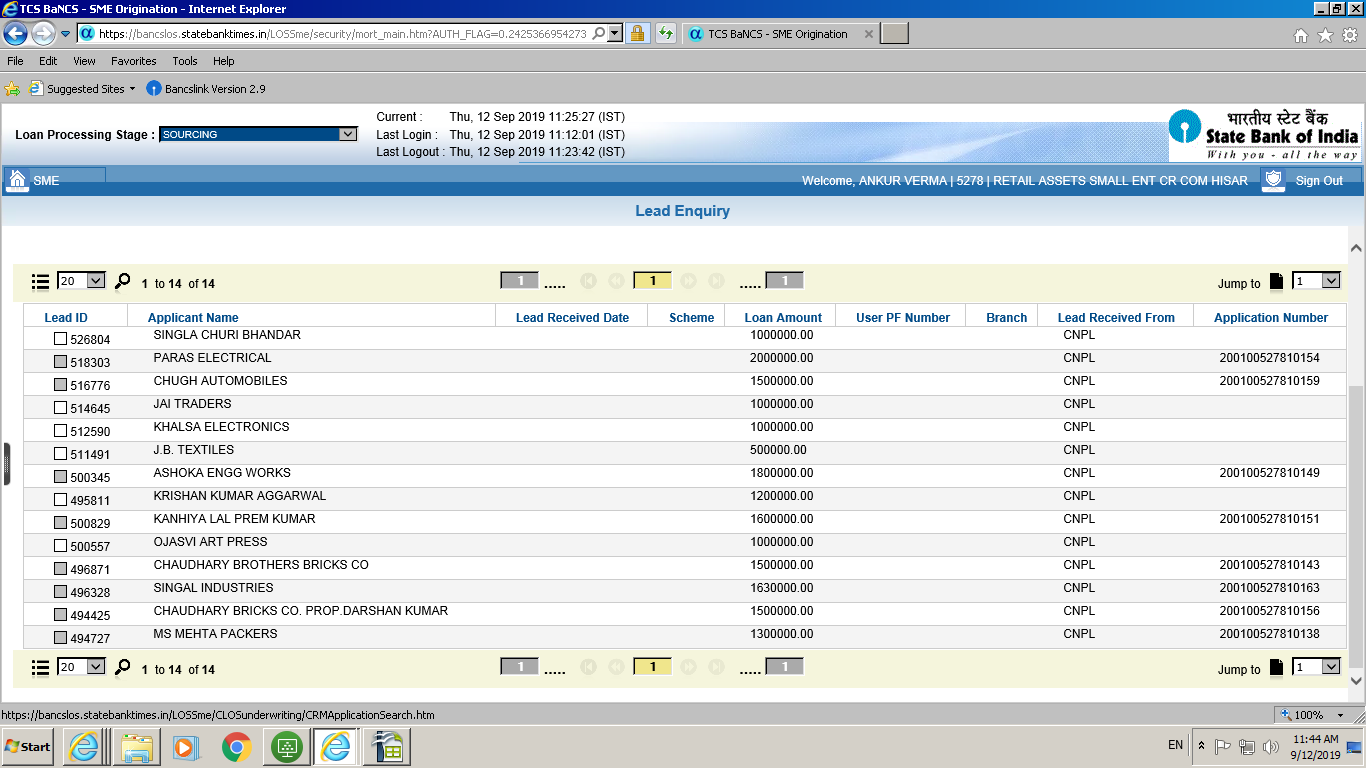 TCS BaNCS - SME Origination - Internet Explorer
https://bancslos.statebanktimes.in/LOSSme/security/mort_main.htm?AUTH_FLAG=0.2425366954273
TCS BaNCS - SME Origination
File Edit View Favorites Tools Help
Suggested Sites Bancslink Version 2.9
Loan Processing Stage : SOURCING
Current : Thu, 12 Sep 2019 11:25:27 (IST)
Last Login : Thu, 12 Sep 2019 11:12:01 (IST)
Last Logout : Thu, 12 Sep 2019 11:23:42 (IST)
भारतीय स्टेट बैंक
State Bank of India
With you - all the way
SME Welcome, ANKUR VERMA | 5278 | RETAIL ASSETS SMALL ENT CR COM HISAR Sign Out
Lead Enquiry
20 1 to 14 of 14 1 ..... 1 ..... 1 Jump to 1
Lead ID Applicant Name Lead Received Date Scheme Loan Amount User PF Number Branch Lead Received From Application Number
526804 SINGLA CHURI BHANDAR 1000000.00 CNPL
518303 PARAS ELECTRICAL 2000000.00 CNPL 200100527810154
516776 CHUGH AUTOMOBILES 1500000.00 CNPL 200100527810159
514645 JAI TRADERS 1000000.00 CNPL
512590 KHALSA ELECTRONICS 1000000.00 CNPL
511491 J.B. TEXTILES 500000.00 CNPL
500345 ASHOKA ENGG WORKS 1800000.00 CNPL 200100527810149
495811 KRISHAN KUMAR AGGARWAL 1200000.00 CNPL
500829 KANHIYA LAL PREM KUMAR 1600000.00 CNPL 200100527810151
500557 OJASVI ART PRESS 1000000.00 CNPL
496871 CHAUDHARY BROTHERS BRICKS CO 1500000.00 CNPL 200100527810143
496328 SINGAL INDUSTRIES 1630000.00 CNPL 200100527810163
494425 CHAUDHARY BRICKS CO. PROP.DARSHAN KUMAR 1500000.00 CNPL 200100527810156
494727 MS MEHTA PACKERS 1300000.00 CNPL 200100527810138
20 1 to 14 of 14 1 ..... 1 ..... 1 Jump to 1
https://bancslos.statebanktimes.in/LOSSme/CLOSunderwriting/CRMApplicationSearch.htm
100%
Start EN 11:44 AM
9/12/2019